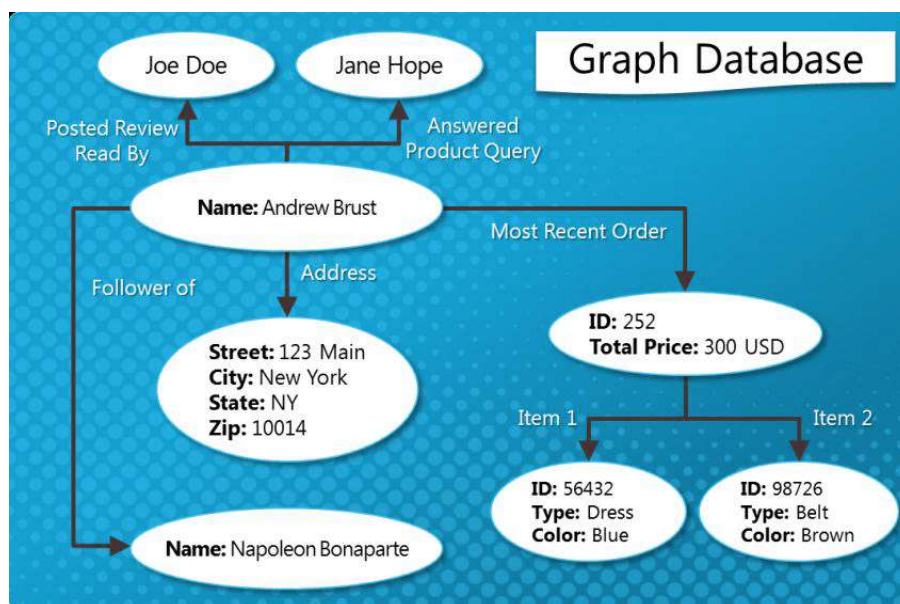 Graph Database
Joe Doe
Jane Hope
Posted Review
Read By
Answered
Product Query
Name: Andrew Brust
Most Recent Order
Follower of
Address
Street: 123 Main
City: New York
State: NY
Zip: 10014
ID: 252
Total Price: 300 USD
Item 1
Item 2
ID: 56432
Type: Dress
Color: Blue
ID: 98726
Type: Belt
Color: Brown
Name: Napoleon Bonaparte